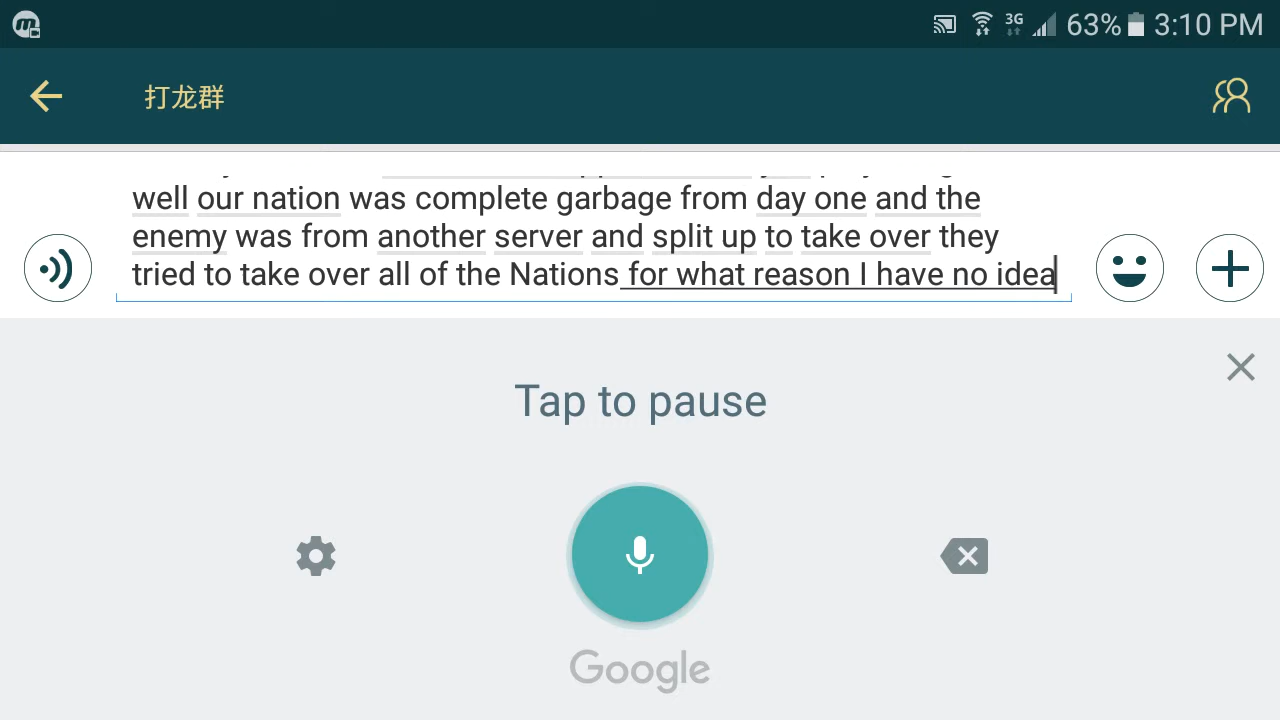 3G 63% 3:10 PM
打龙群
well our nation was complete garbage from day one and the
enemy was from another server and split up to take over they
tried to take over all of the Nations for what reason I have no idea
Tap to pause
Google